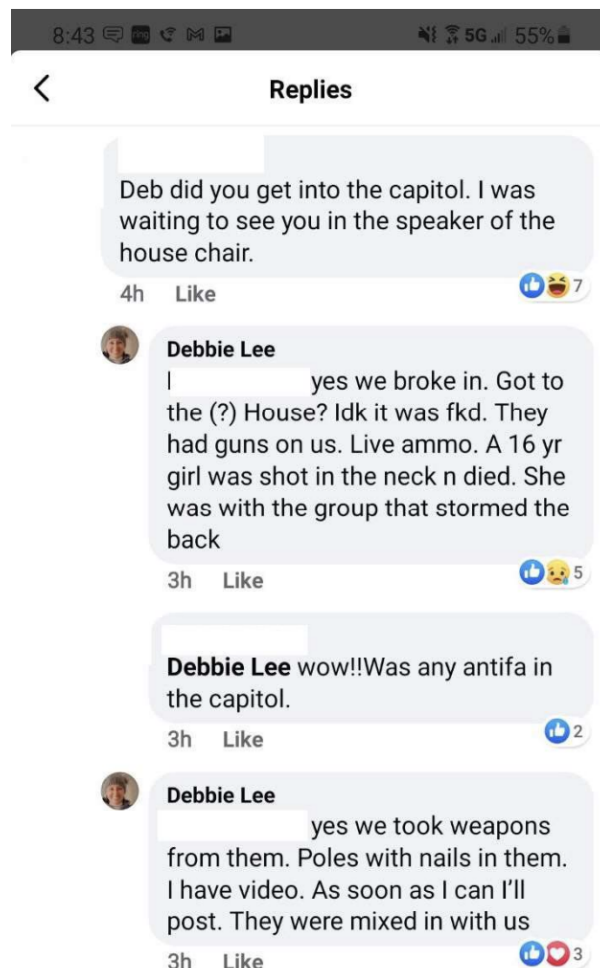 8:43
5G 55%
Replies
Deb did you get into the capitol. I was
waiting to see you in the speaker of the
house chair.
7
4h Like
Debbie Lee
yes we broke in. Got to
the (?) House? Idk it was fkd. They
had guns on us. Live ammo. A 16 yr
girl was shot in the neck n died. She
was with the group that stormed the
back
5
3h Like
Debbie Lee wow!!Was any antifa in
the capitol.
2
3h Like
Debbie Lee
yes we took weapons
from them. Poles with nails in them.
I have video. As soon as I can I'll
post. They were mixed in with us
3
3h Like